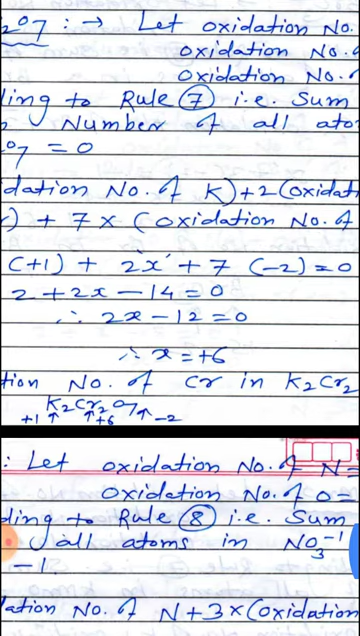 2O7 :→ Let oxidation No.
oxidation No. o
oxidation No.
ding to Rule ⑦ i.e. Sum
Number of all ato
O7 = 0
dation No. of K) + 2 (oxidati
) + 7 × (oxidation No. of
(+1) + 2x + 7 (-2) = 0
2 + 2x - 14 = 0
∴ 2x - 12 = 0
∴ x = +6
tion No. of Cr in K2Cr2
K2Cr2O7
+1↑ ↑+6 ↑-2
: Let oxidation No. of N =
oxidation No. of O =
ding to Rule ⑧ i.e. Sum
all atoms in NO3-1
-1.
ation No. of N + 3 × (oxidation